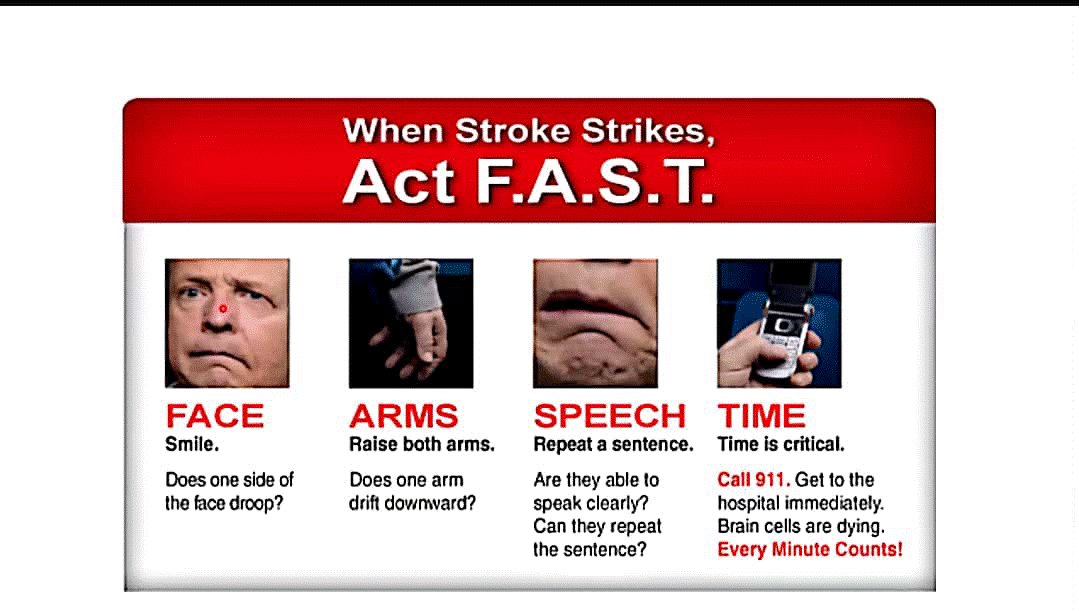 When Stroke Strikes,
Act F.A.S.T.
FACE
Smile.
Does one side of
the face droop?
ARMS
Raise both arms.
Does one arm
drift downward?
SPEECH
Repeat a sentence.
Are they able to
speak clearly?
Can they repeat
the sentence?
TIME
Time is critical.
Call 911. Get to the
hospital immediately.
Brain cells are dying.
Every Minute Counts!